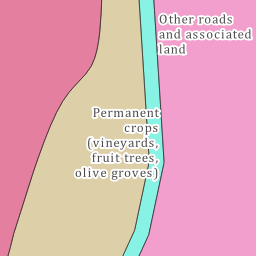 Other roads
and associated
land
Permanent
crops
(vineyards,
fruit trees,
olive groves)